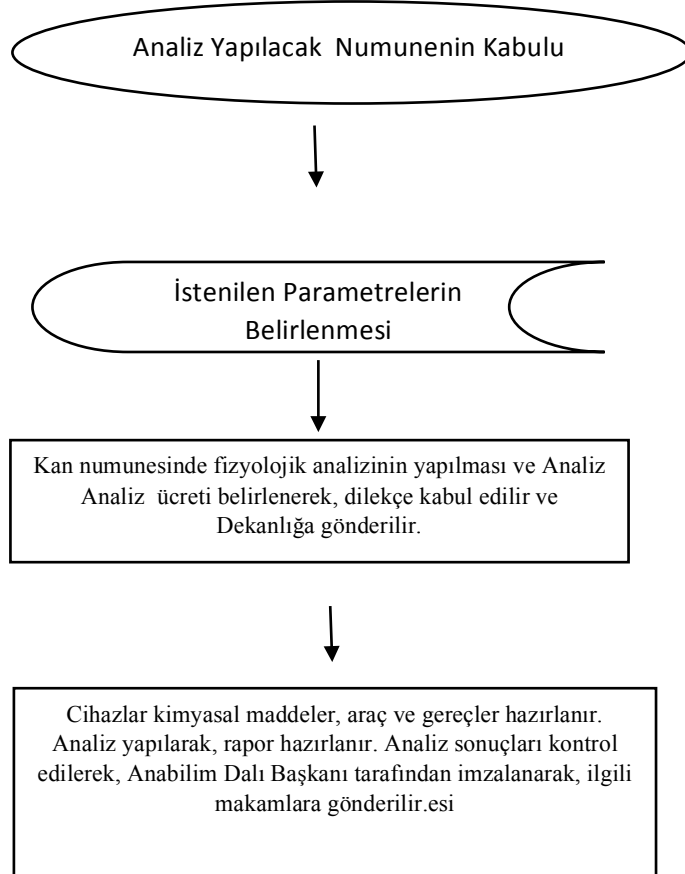 Analiz Yapılacak Numunenin Kabulu
İstenilen Parametrelerin
Belirlenmesi
Kan numunesinde fizyolojik analizinin yapılması ve Analiz
Analiz ücreti belirlenerek, dilekçe kabul edilir ve
Dekanlığa gönderilir.
Cihazlar kimyasal maddeler, araç ve gereçler hazırlanır.
Analiz yapılarak, rapor hazırlanır. Analiz sonuçları kontrol
edilerek, Anabilim Dalı Başkanı tarafından imzalanarak, ilgili
makamlara gönderilir.esi